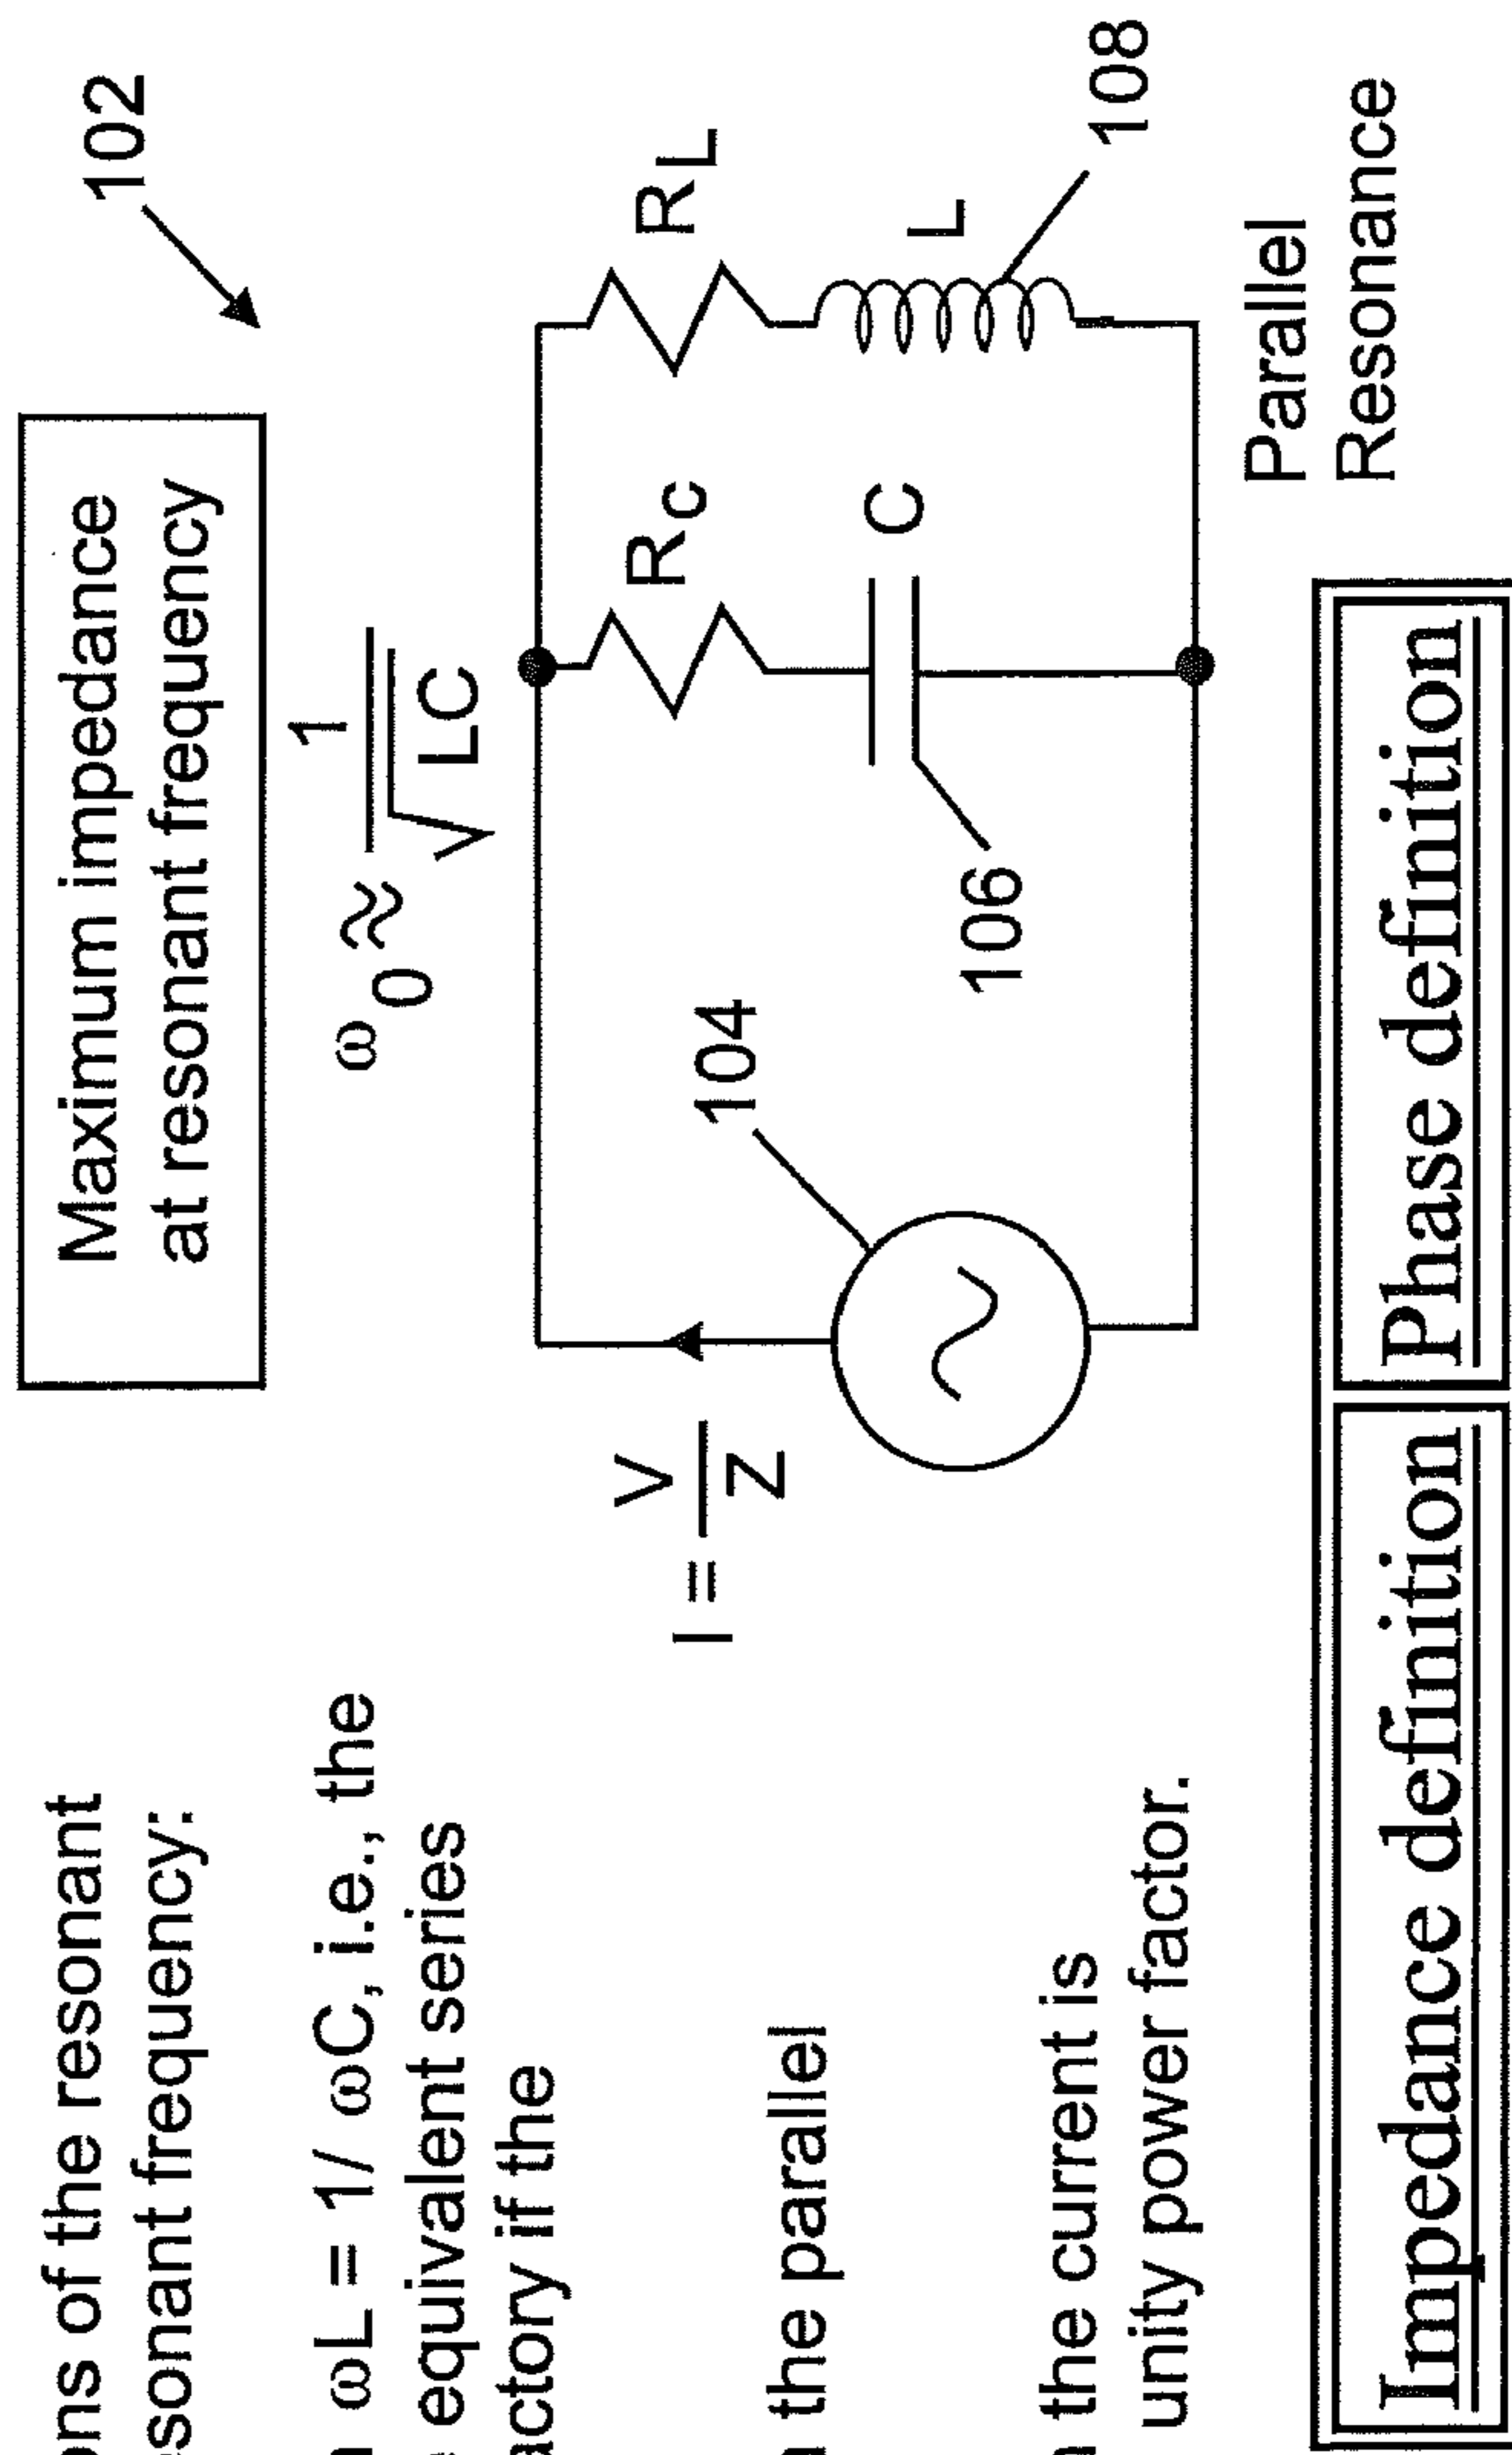 ons of the resonant
sonant frequency:
ωL = 1/ ωC, i.e., the
equivalent series
actory if the
the parallel
the current is
unity power factor.
Maximum impedance
at resonant frequency
102
ω0 ≈ 1/√LC
I = V/Z
104
106
RC
C
RL
L
108
Parallel
Resonance
Impedance definition
Phase definition